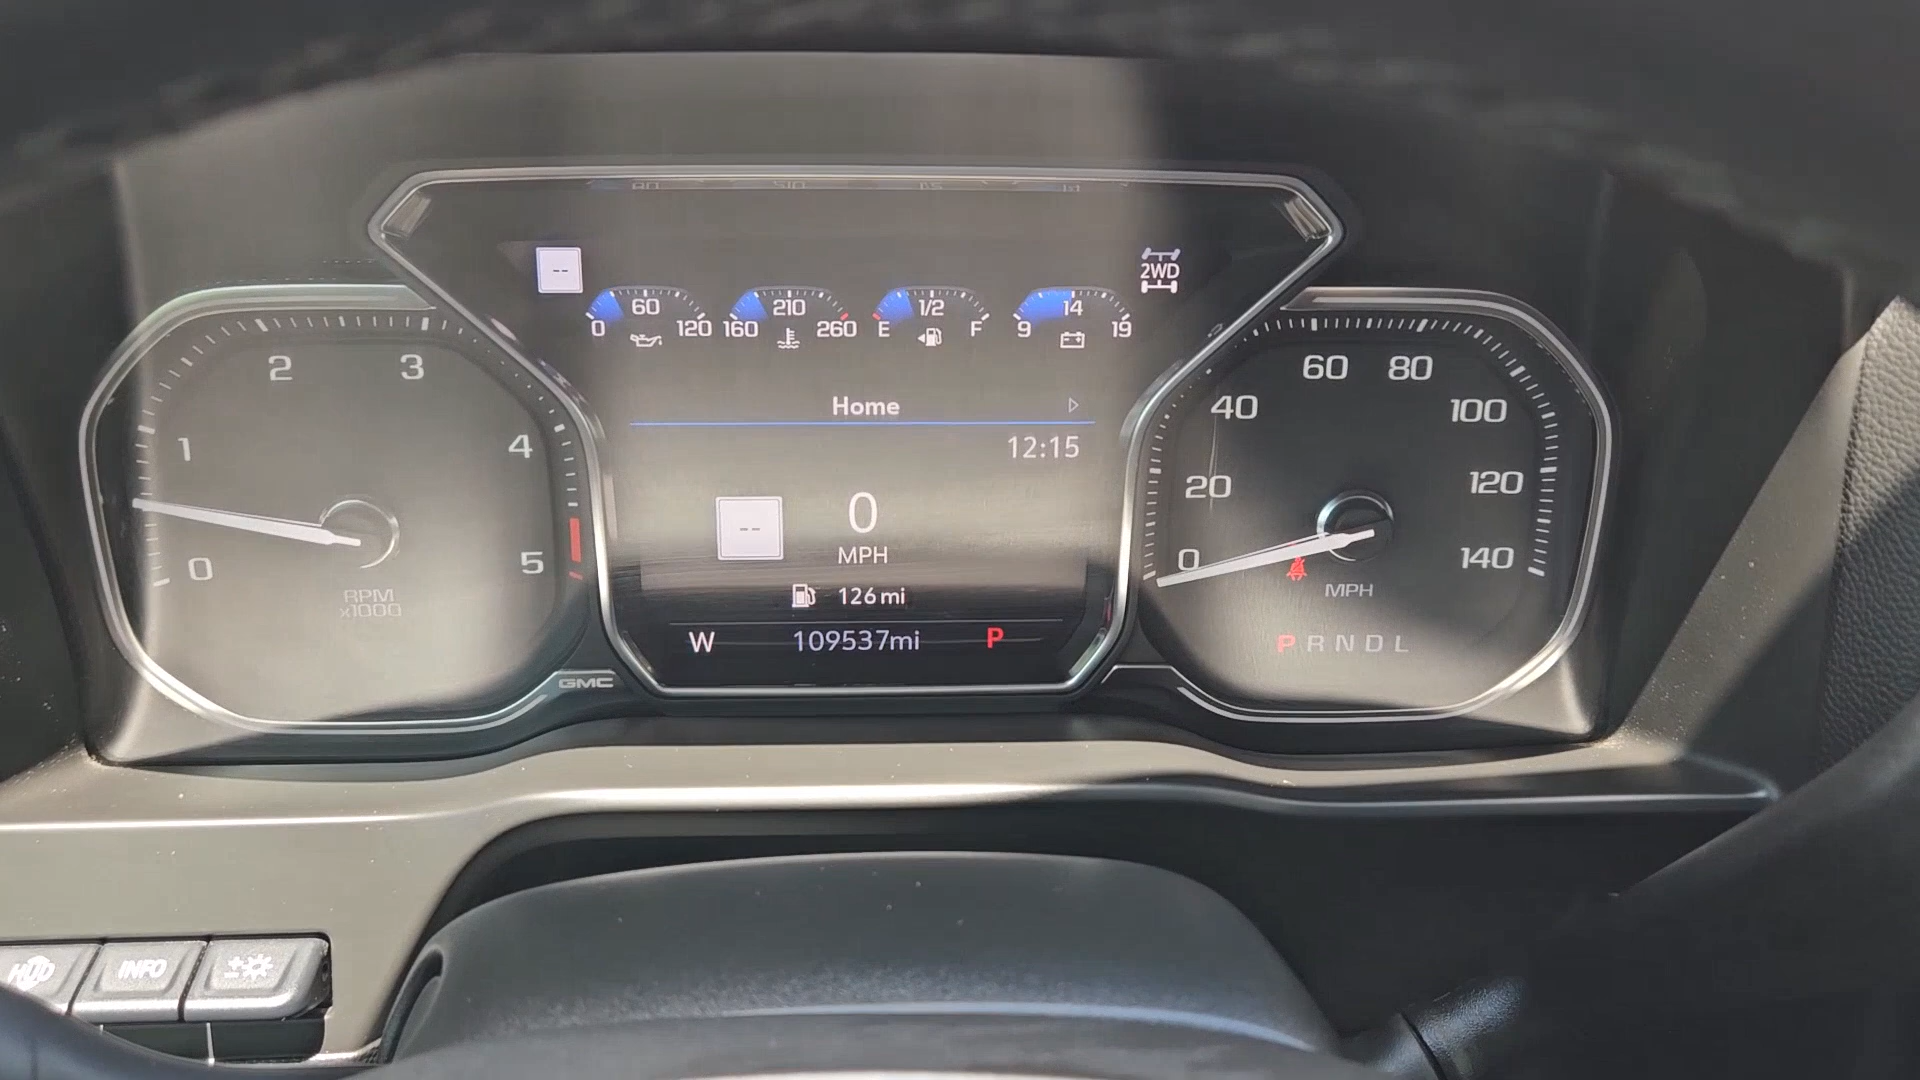 --
2WD
0 60 120
160 210 260
E 1/2 F
9 14 19
Home
12:15
--
0
MPH
126 mi
W 109537mi P
0 1 2 3 4 5
RPM
x1000
GMC
0 20 40 60 80 100 120 140
MPH
PRNDL
HUD
INFO
±